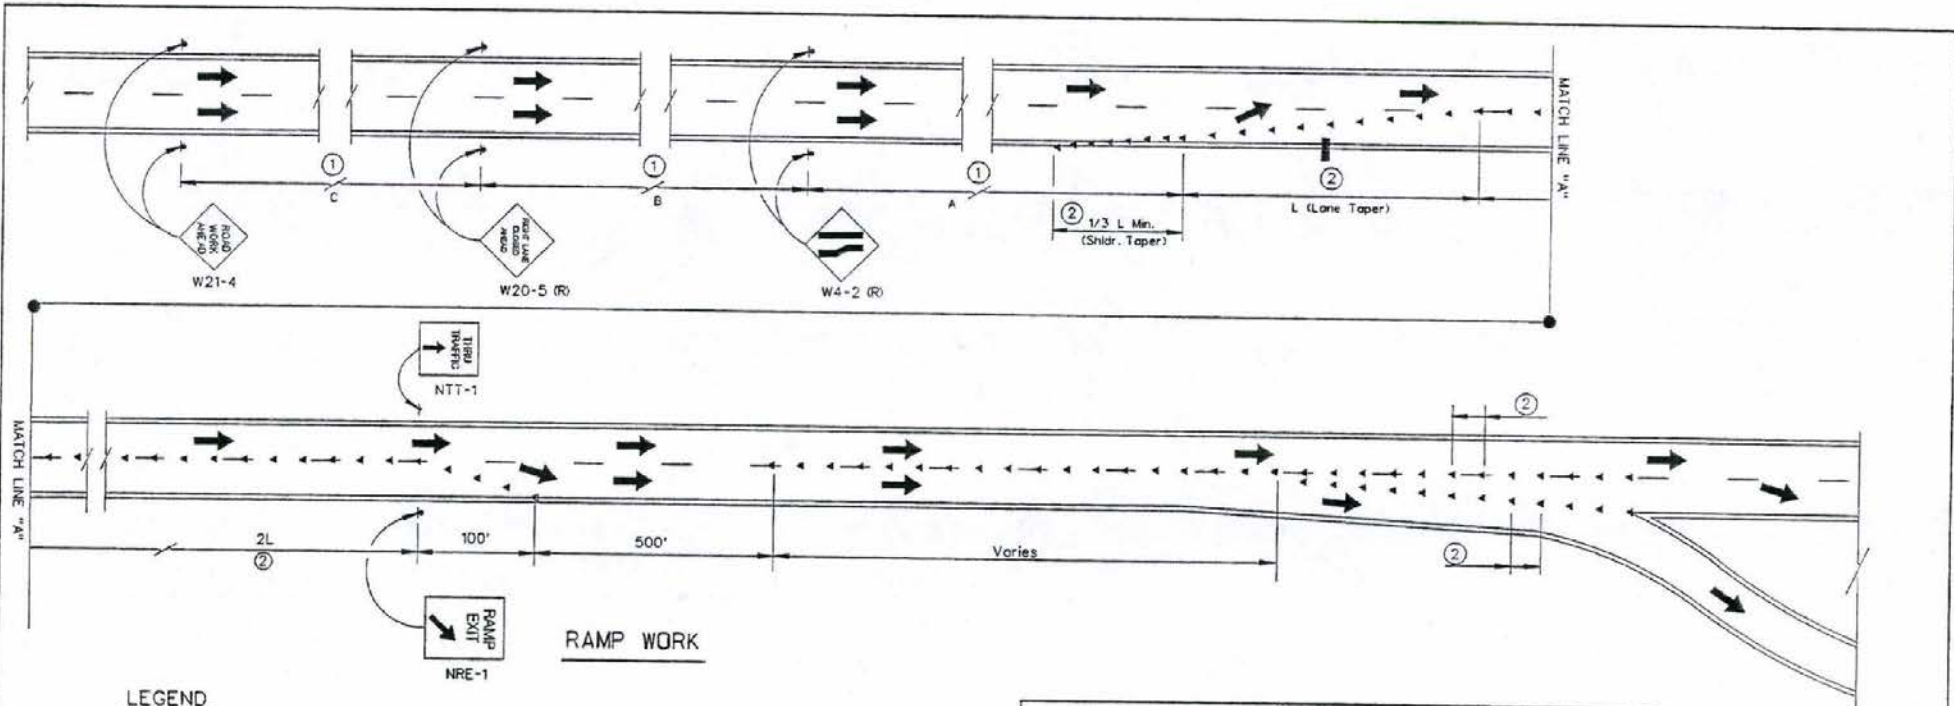 ①
C
①
B
①
A
②
1/3 L Min.
(Shldr. Taper)
②
L (Lane Taper)
MATCH LINE "A"
ROAD
WORK
AHEAD
W21-4
RIGHT LANE
CLOSED
AHEAD
W20-5 (R)
W4-2 (R)
THRU
TRAFFIC
NTT-1
MATCH LINE "A"
2L
②
100'
500'
Varies
②
②
RAMP
EXIT
NRE-1
RAMP WORK
LEGEND